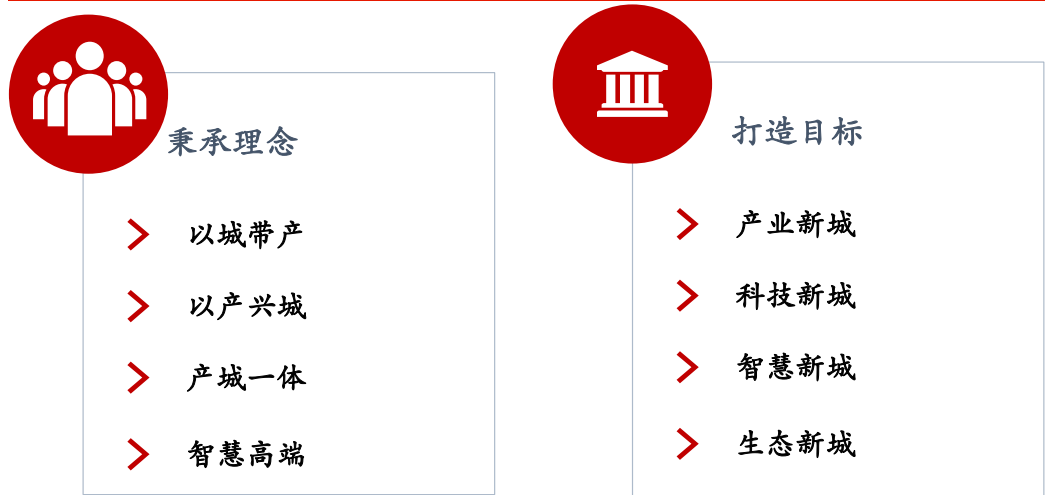 秉承理念
以城带产
以产兴城
产城一体
智慧高端
打造目标
产业新城
科技新城
智慧新城
生态新城